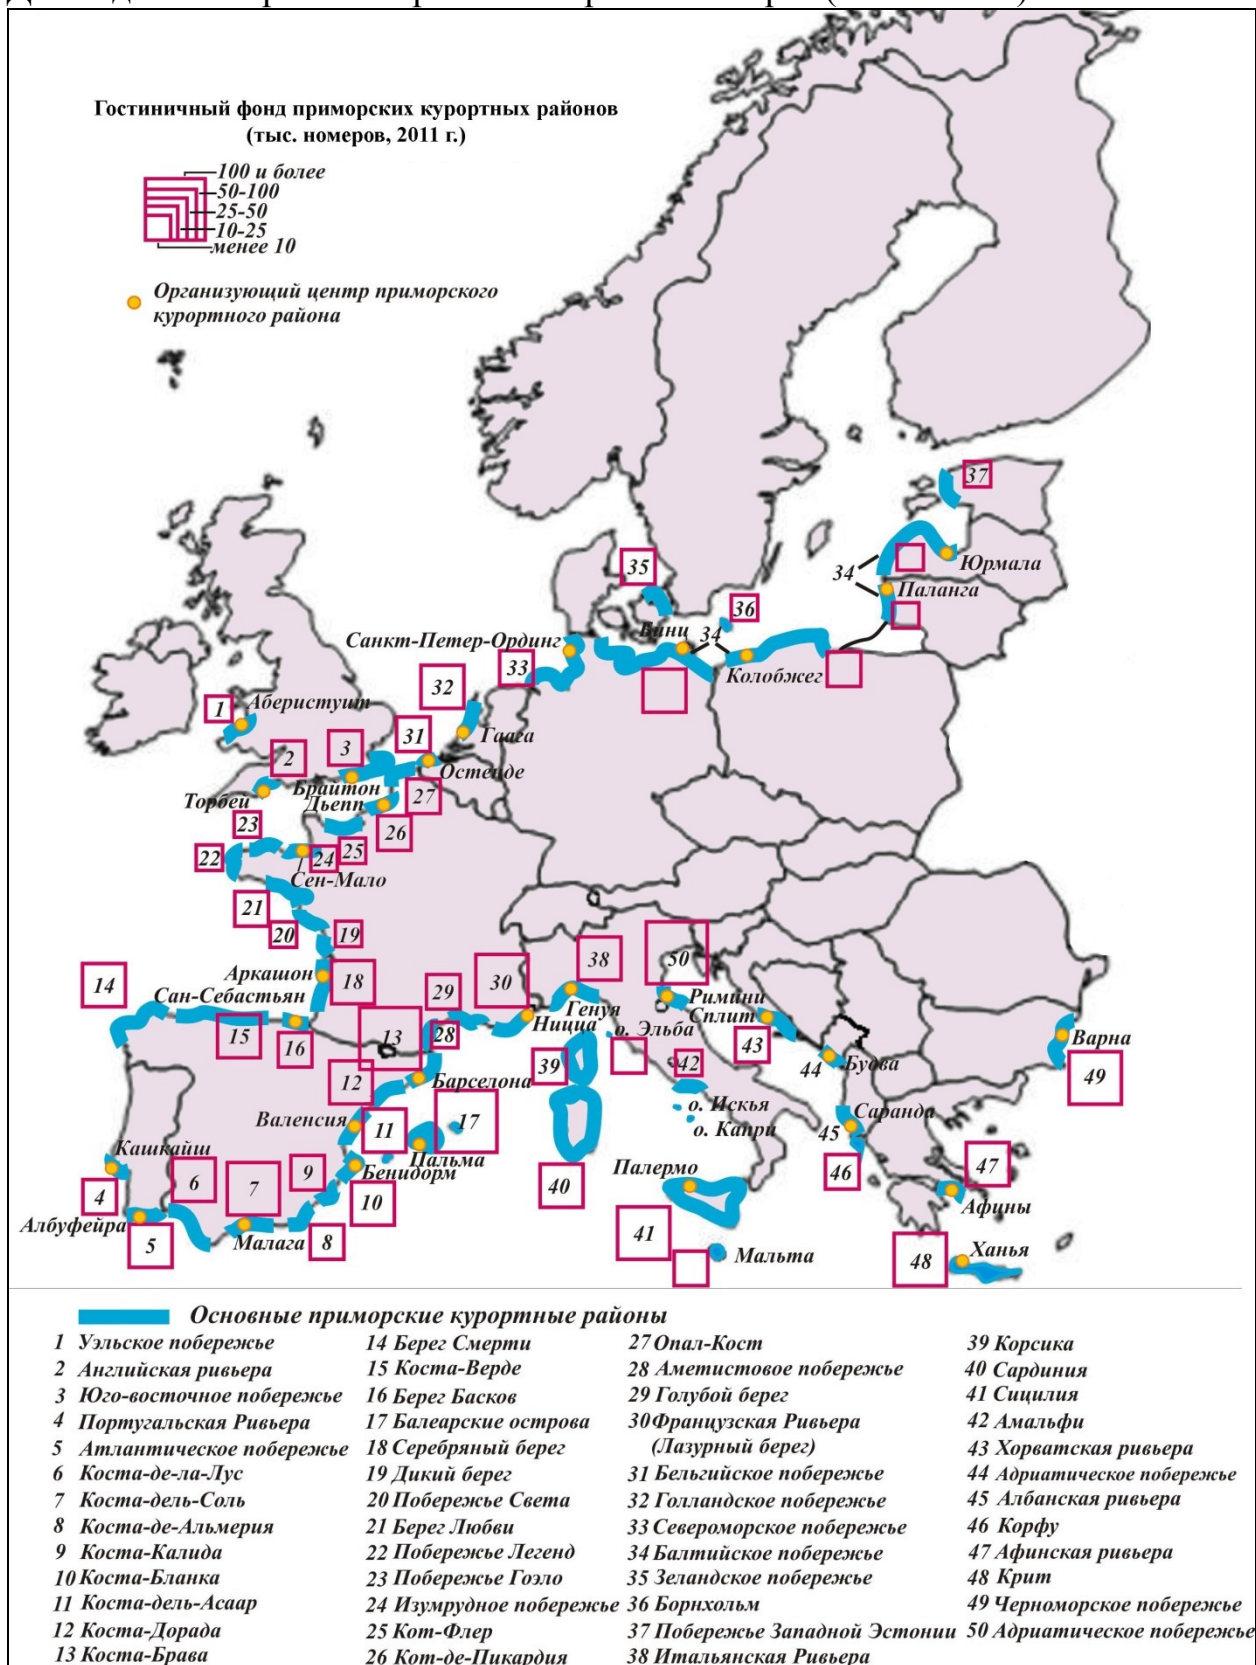 Гостиничный фонд приморских курортных районов
(тыс. номеров, 2011 г.)
100 и более
50-100
25-50
10-25
менее 10
Организующий центр приморского
курортного района
37
35
34
Юрмала
Паланга
36
Бинц
34
Санкт-Петер-Ординг
33
Колобжег
32
1
Аберистуит
31
Гаага
2
3
Остенде
Брайтон
Торбей
Дьепп
27
23
26
22
24
25
Сен-Мало
21
20
19
50
38
14
Аркашон
18
29
30
Сан-Себастьян
Генуя
Римини
Сплит
Ницца
о. Эльба
15
16
13
28
43
Варна
39
42
44
Будва
12
Барселона
49
о. Искья
Валенсия
11
17
о. Капри
Саранда
45
Кашкайш
Пальма
Бенидорм
Палермо
46
47
4
6
7
9
10
40
Афины
Албуфейра
5
Малага
8
41
Мальта
48
Ханья
Основные приморские курортные районы
1 Уэльское побережье
2 Английская ривьера
3 Юго-восточное побережье
4 Португальская Ривьера
5 Атлантическое побережье
6 Коста-де-ла-Лус
7 Коста-дель-Соль
8 Коста-де-Альмерия
9 Коста-Калида
10 Коста-Бланка
11 Коста-дель-Асаар
12 Коста-Дорада
13 Коста-Брава
14 Берег Смерти
15 Коста-Верде
16 Берег Басков
17 Балеарские острова
18 Серебряный берег
19 Дикий берег
20 Побережье Света
21 Берег Любви
22 Побережье Легенд
23 Побережье Гоэло
24 Изумрудное побережье
25 Кот-Флер
26 Кот-де-Пикардия
27 Опал-Кост
28 Аметистовое побережье
29 Голубой берег
30 Французская Ривьера
(Лазурный берег)
31 Бельгийское побережье
32 Голландское побережье
33 Североморское побережье
34 Балтийское побережье
35 Зеландское побережье
36 Борнхольм
37 Побережье Западной Эстонии
38 Итальянская Ривьера
39 Корсика
40 Сардиния
41 Сицилия
42 Амальфи
43 Хорватская ривьера
44 Адриатическое побережье
45 Албанская ривьера
46 Корфу
47 Афинская ривьера
48 Крит
49 Черноморское побережье
50 Адриатическое побережье